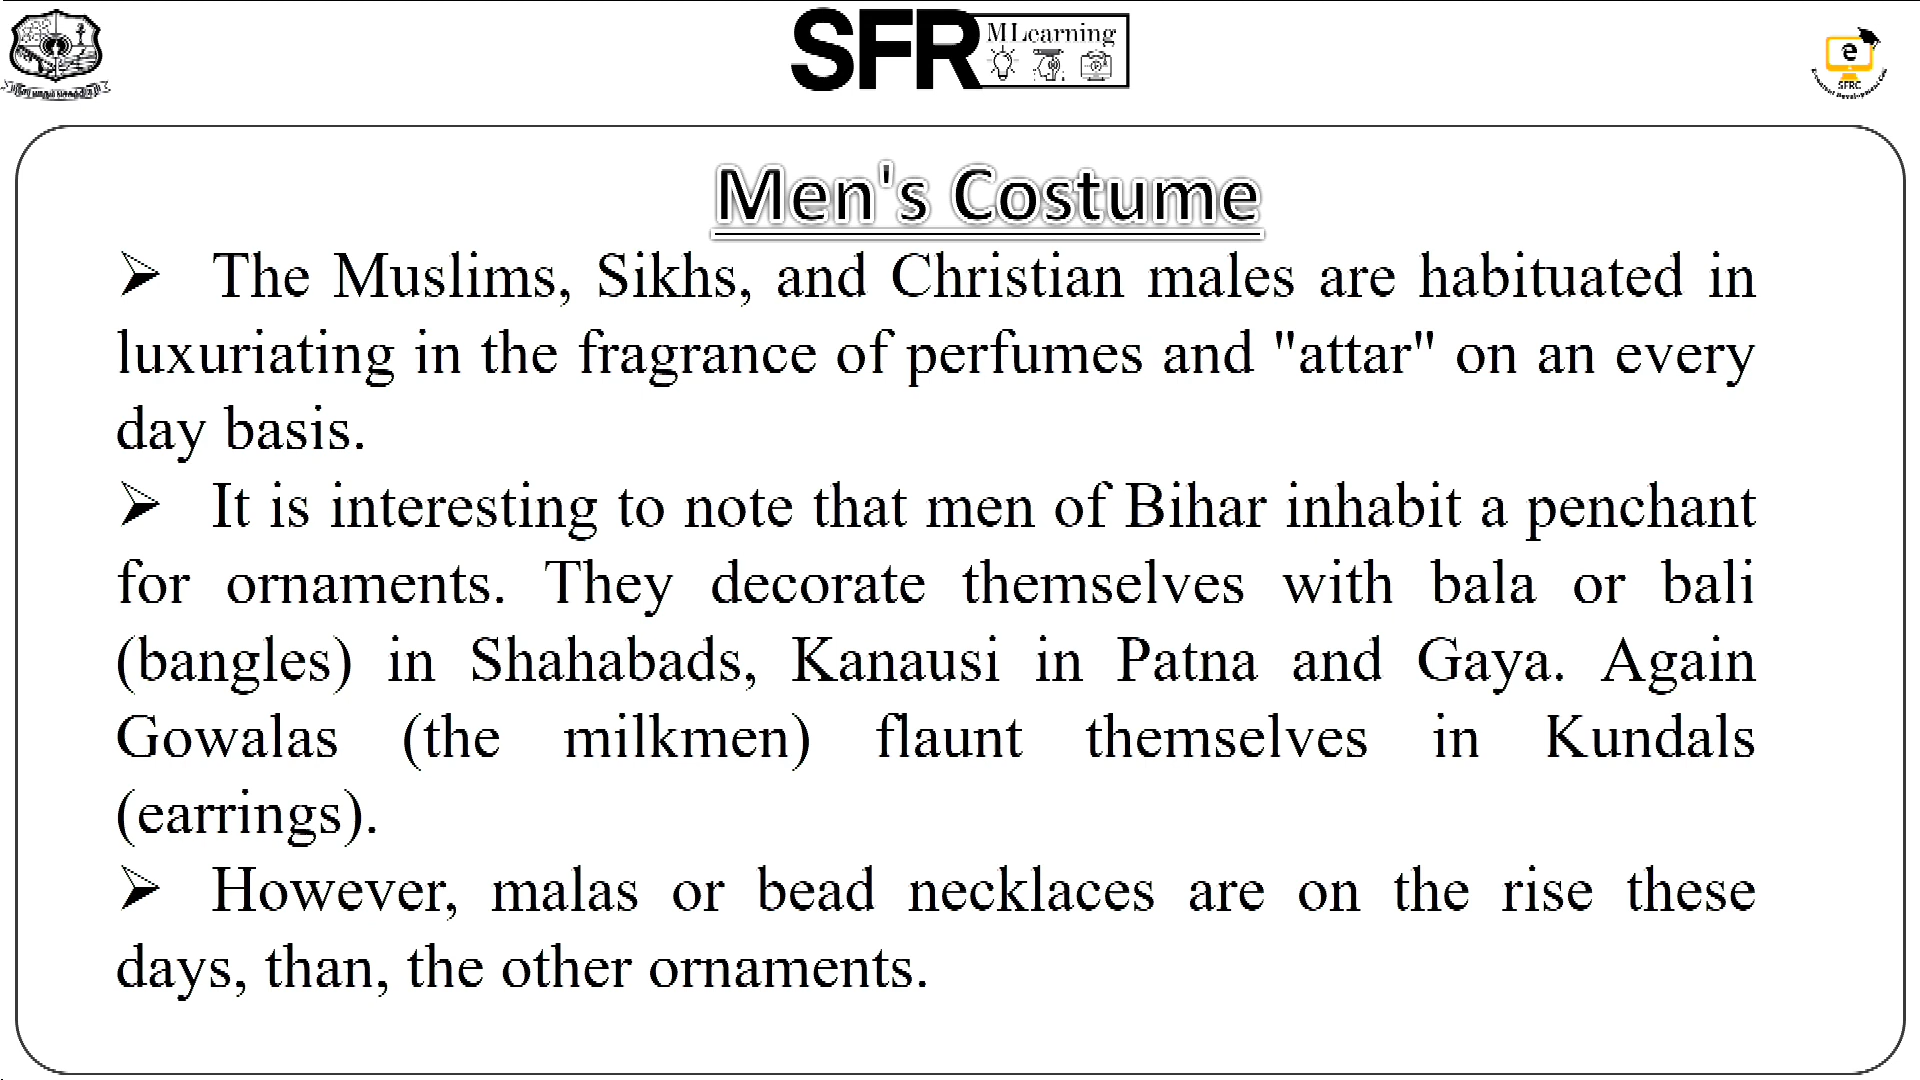 SFR MLearning
e
SFRC
Men's Costume
➢ The Muslims, Sikhs, and Christian males are habituated in
luxuriating in the fragrance of perfumes and "attar" on an every
day basis.
➢ It is interesting to note that men of Bihar inhabit a penchant
for ornaments. They decorate themselves with bala or bali
(bangles) in Shahabads, Kanausi in Patna and Gaya. Again
Gowalas (the milkmen) flaunt themselves in Kundals
(earrings).
➢ However, malas or bead necklaces are on the rise these
days, than, the other ornaments.